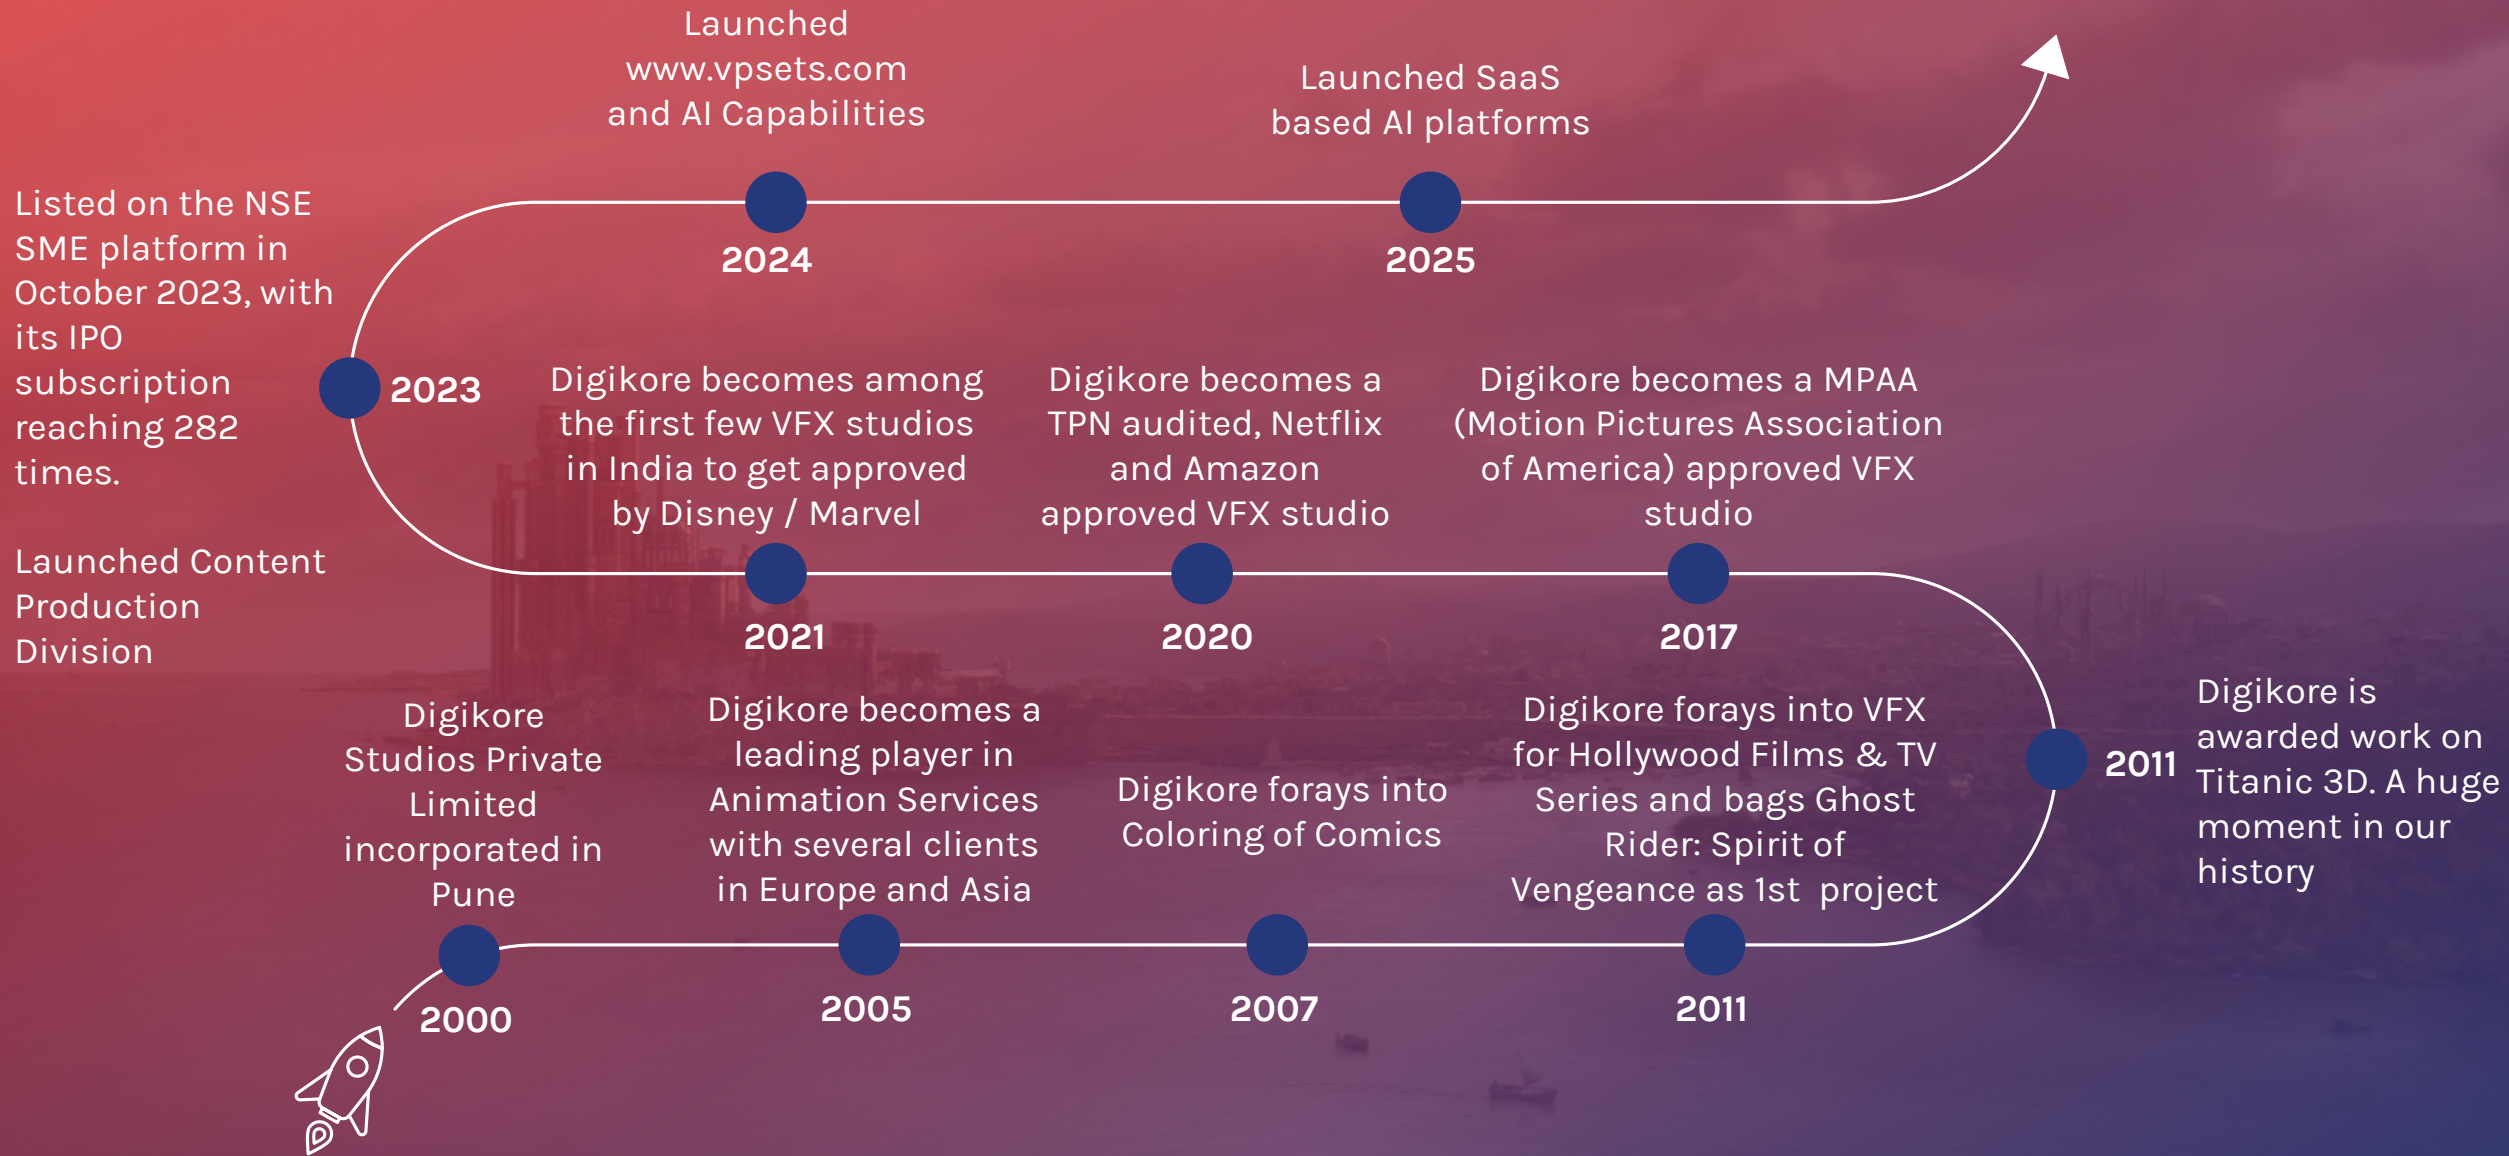 Launched
www.vpsets.com
and AI Capabilities
2024
Launched SaaS
based AI platforms
2025
Listed on the NSE
SME platform in
October 2023, with
its IPO
subscription
reaching 282
times.
Launched Content
Production
Division
2023
Digikore becomes among
the first few VFX studios
in India to get approved
by Disney / Marvel
2021
Digikore becomes a
TPN audited, Netflix
and Amazon
approved VFX studio
2020
Digikore becomes a MPAA
(Motion Pictures Association
of America) approved VFX
studio
2017
Digikore
Studios Private
Limited
incorporated in
Pune
2000
Digikore becomes a
leading player in
Animation Services
with several clients
in Europe and Asia
2005
Digikore forays into
Coloring of Comics
2007
Digikore forays into VFX
for Hollywood Films & TV
Series and bags Ghost
Rider: Spirit of
Vengeance as 1st project
2011
2011
Digikore is
awarded work on
Titanic 3D. A huge
moment in our
history